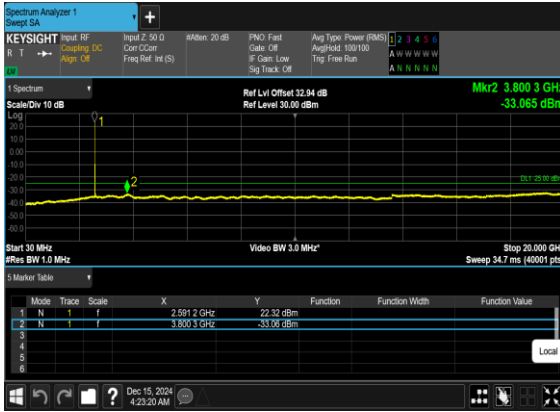 Spectrum Analyzer 1
Swept SA
+
KEYSIGHT Input: RF Input Z: 50 Ω #Atten: 20 dB PNO: Fast Avg Type: Power (RMS) 1 2 3 4 5 6
R T Coupling: DC Corr CCorr Gate: Off Avg|Hold: 100/100 A W W W W W
Align: Off Freq Ref: Int (S) IF Gain: Low Trig: Free Run
Sig Track: Off A N N N N N
1 Spectrum
Mkr2 3.800 3 GHz
Ref Lvl Offset 32.94 dB
Scale/Div 10 dB Ref Level 30.00 dBm -33.065 dBm
Log
1
20.0
10.0
0.00
-10.0
-20.0
2
DL1 -25.00 dBm
-30.0
-40.0
-50.0
-60.0
Start 30 MHz Video BW 3.0 MHz* Stop 20.000 GHz
#Res BW 1.0 MHz Sweep 34.7 ms (40001 pts)
5 Marker Table
Mode Trace Scale X Y Function Function Width Function Value
1 N 1 f 2.591 2 GHz 22.32 dBm
2 N 1 f 3.800 3 GHz -33.06 dBm
3
4
5
6
Local
?
Dec 15, 2024
4:23:20 AM